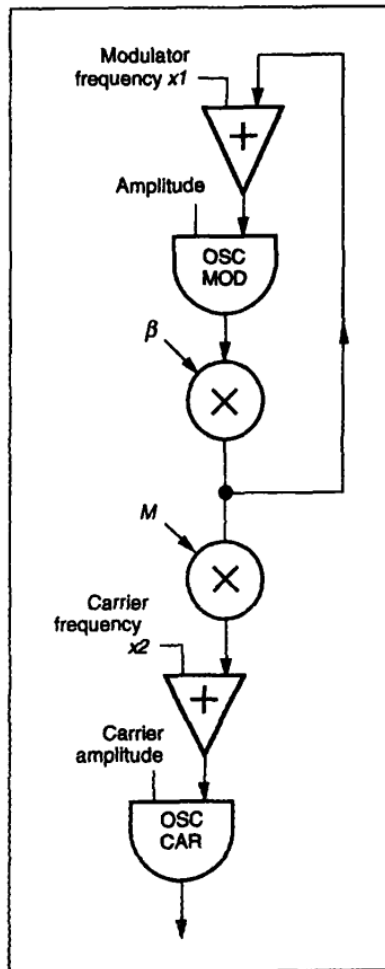 Modulator
frequency x1
+
Amplitude
OSC
MOD
β
×
M
×
Carrier
frequency
x2
+
Carrier
amplitude
OSC
CAR